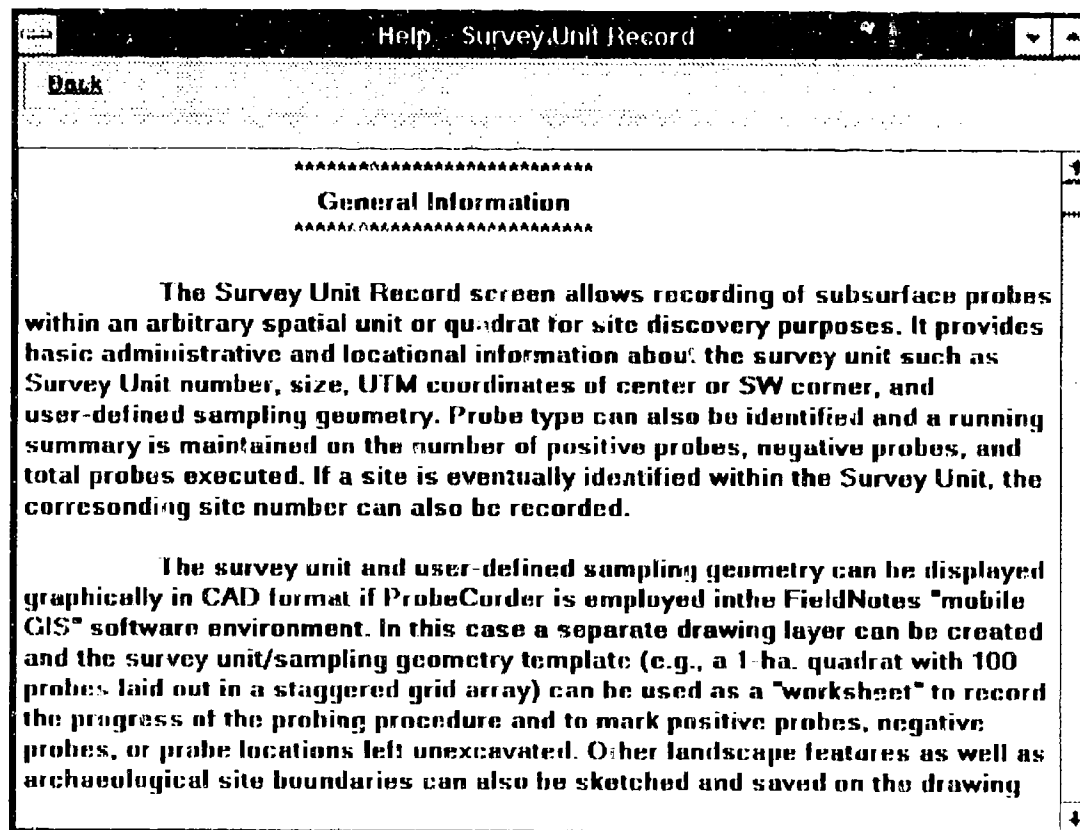 Help - Survey Unit Record
Back
****************************
General Information
****************************
The Survey Unit Record screen allows recording of subsurface probes
within an arbitrary spatial unit or quadrat for site discovery purposes. It provides
basic administrative and locational information about the survey unit such as
Survey Unit number, size, UTM coordinates of center or SW corner, and
user-defined sampling geometry. Probe type can also be identified and a running
summary is maintained on the number of positive probes, negative probes, and
total probes executed. If a site is eventually identified within the Survey Unit, the
corresonding site number can also be recorded.
The survey unit and user-defined sampling geometry can be displayed
graphically in CAD format if ProbeCorder is employed inthe FieldNotes "mobile
GIS" software environment. In this case a separate drawing layer can be created
and the survey unit/sampling geometry template (e.g., a 1-ha. quadrat with 100
probes laid out in a staggered grid array) can be used as a "worksheet" to record
the progress of the probing procedure and to mark positive probes, negative
probes, or probe locations left unexcavated. Other landscape features as well as
archaeological site boundaries can also be sketched and saved on the drawing